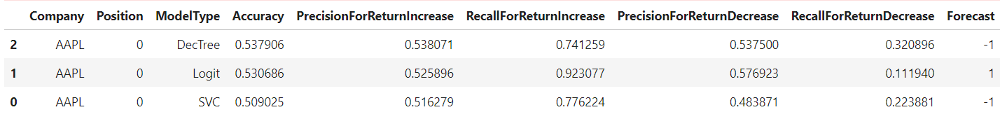 Company Position ModelType Accuracy PrecisionForReturnIncrease RecallForReturnIncrease PrecisionForReturnDecrease RecallForReturnDecrease Forecast
2 AAPL 0 DecTree 0.537906 0.538071 0.741259 0.537500 0.320896 -1
1 AAPL 0 Logit 0.530686 0.525896 0.923077 0.576923 0.111940 1
0 AAPL 0 SVC 0.509025 0.516279 0.776224 0.483871 0.223881 -1